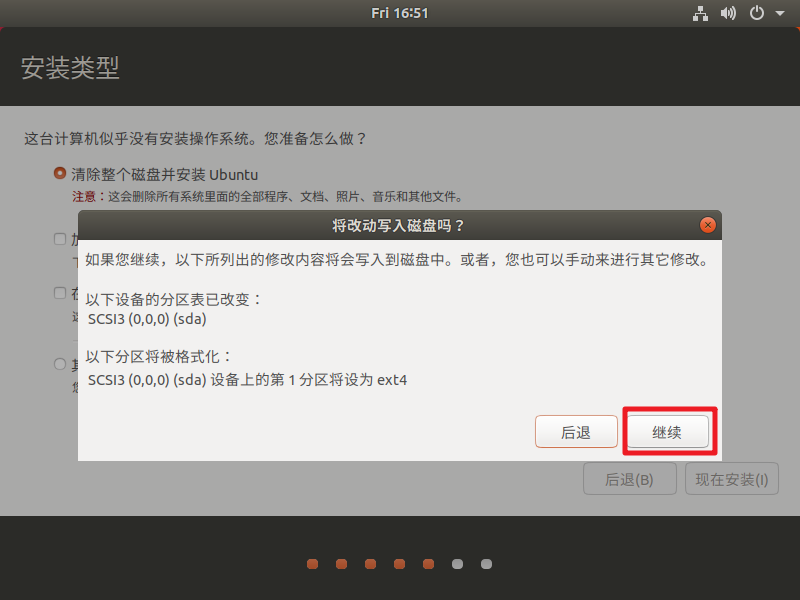 Fri 16:51
安装类型
这台计算机似乎没有安装操作系统。您准备怎么做？
清除整个磁盘并安装 Ubuntu
注意：这会删除所有系统里面的全部程序、文档、照片、音乐和其他文件。
将改动写入磁盘吗？
如果您继续，以下所列出的修改内容将会写入到磁盘中。或者，您也可以手动来进行其它修改。
以下设备的分区表已改变：
SCSI3 (0,0,0) (sda)
以下分区将被格式化：
SCSI3 (0,0,0) (sda) 设备上的第 1 分区将设为 ext4
后退
继续
后退(B)
现在安装(I)